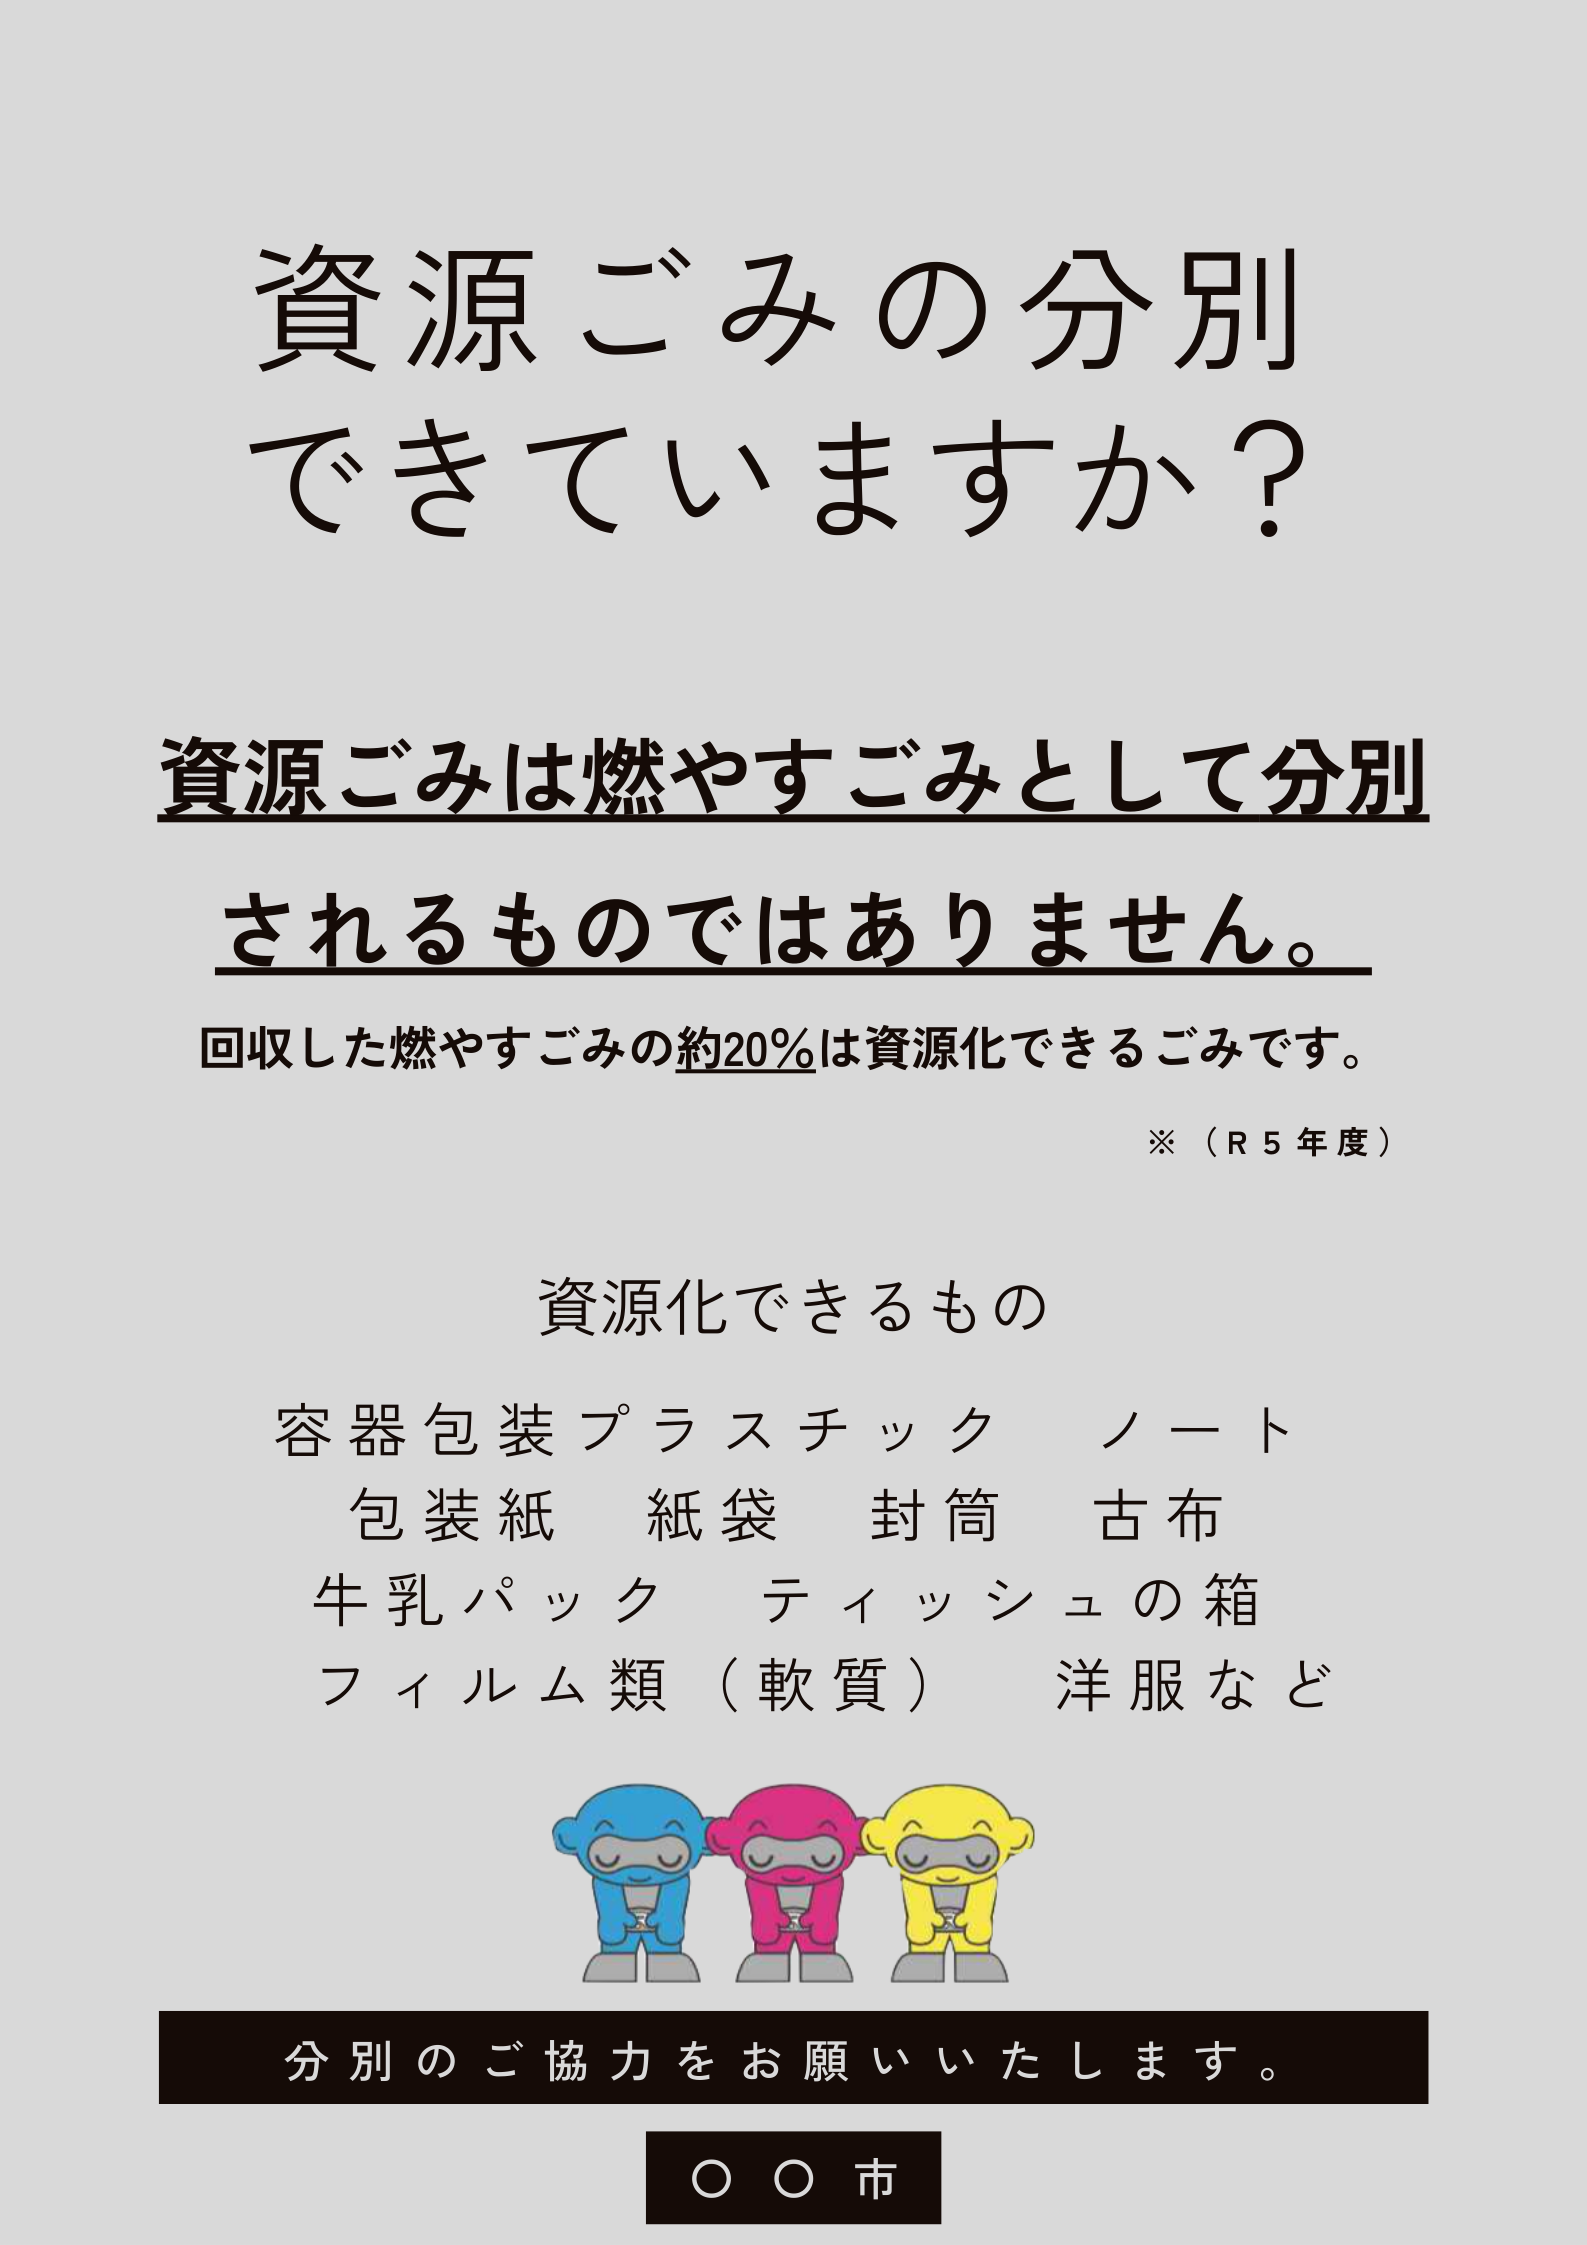 資源ごみの分別
できていますか？
資源ごみは燃やすごみとして分別
されるものではありません。
回収した燃やすごみの約20％は資源化できるごみです。
※（R５年度）
資源化できるもの
容器包装プラスチック　ノート
包装紙　紙袋　封筒　古布
牛乳パック　ティッシュの箱
フィルム類（軟質）　洋服など
分別のご協力をお願いいたします。
〇〇市